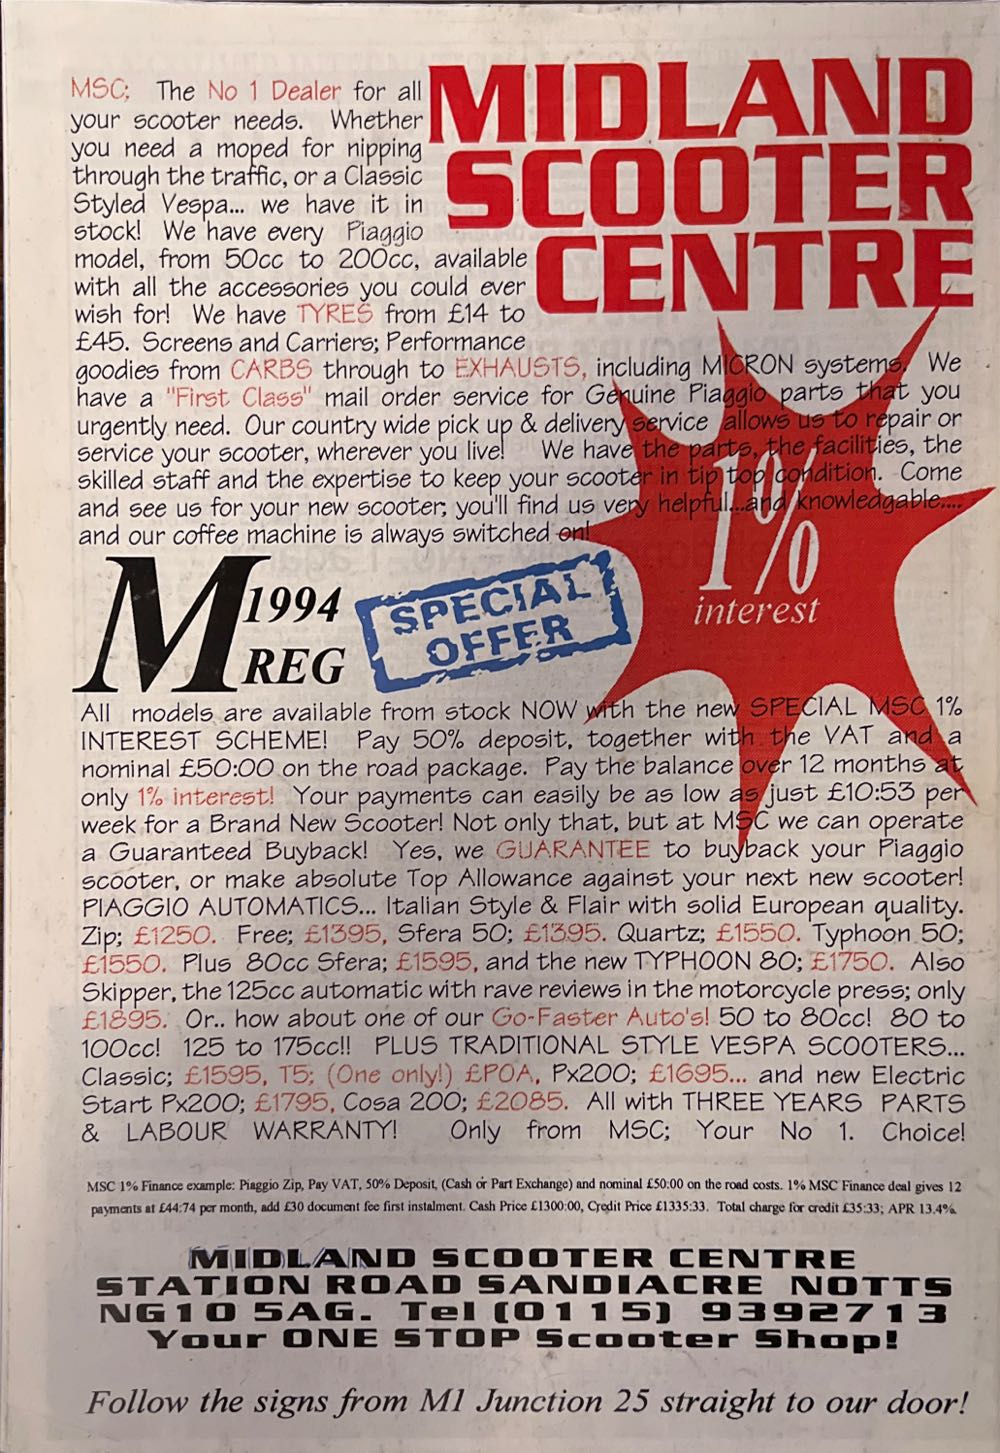 MIDLAND
SCOOTER
CENTRE
MSC; The No 1 Dealer for all
your scooter needs. Whether
you need a moped for nipping
through the traffic, or a Classic
Styled Vespa... we have it in
stock! We have every Piaggio
model, from 50cc to 200cc, available
with all the accessories you could ever
wish for! We have TYRES from £14 to
£45. Screens and Carriers; Performance
goodies from CARBS through to EXHAUSTS, including MICRON systems. We
have a "First Class" mail order service for Genuine Piaggio parts that you
urgently need. Our country wide pick up & delivery service allows us to repair or
service your scooter, wherever you live! We have the parts, the facilities, the
skilled staff and the expertise to keep your scooter in tip top condition. Come
and see us for your new scooter; you'll find us very helpful...and knowledgable....
and our coffee machine is always switched on!
1%
interest
M 1994
REG
SPECIAL
OFFER
All models are available from stock NOW with the new SPECIAL MSC 1%
INTEREST SCHEME! Pay 50% deposit, together with the VAT and a
nominal £50:00 on the road package. Pay the balance over 12 months at
only 1% interest! Your payments can easily be as low as just £10:53 per
week for a Brand New Scooter! Not only that, but at MSC we can operate
a Guaranteed Buyback! Yes, we GUARANTEE to buyback your Piaggio
scooter, or make absolute Top Allowance against your next new scooter!
PIAGGIO AUTOMATICS... Italian Style & Flair with solid European quality.
Zip; £1250. Free; £1395, Sfera 50; £1395. Quartz; £1550. Typhoon 50;
£1550. Plus 80cc Sfera; £1595, and the new TYPHOON 80; £1750. Also
Skipper, the 125cc automatic with rave reviews in the motorcycle press; only
£1895. Or.. how about one of our Go-Faster Auto's! 50 to 80cc! 80 to
100cc! 125 to 175cc!! PLUS TRADITIONAL STYLE VESPA SCOOTERS...
Classic; £1595, T5; (One only!) £POA, Px200; £1695... and new Electric
Start Px200; £1795, Cosa 200; £2085. All with THREE YEARS PARTS
& LABOUR WARRANTY! Only from MSC; Your No 1. Choice!
MSC 1% Finance example: Piaggio Zip, Pay VAT, 50% Deposit, (Cash or Part Exchange) and nominal £50:00 on the road costs. 1% MSC Finance deal gives 12
payments at £44:74 per month, add £30 document fee first instalment. Cash Price £1300:00, Credit Price £1335:33. Total charge for credit £35:33; APR 13.4%.
MIDLAND SCOOTER CENTRE
STATION ROAD SANDIACRE NOTTS
NG10 5AG. Tel (0115) 9392713
Your ONE STOP Scooter Shop!
Follow the signs from M1 Junction 25 straight to our door!